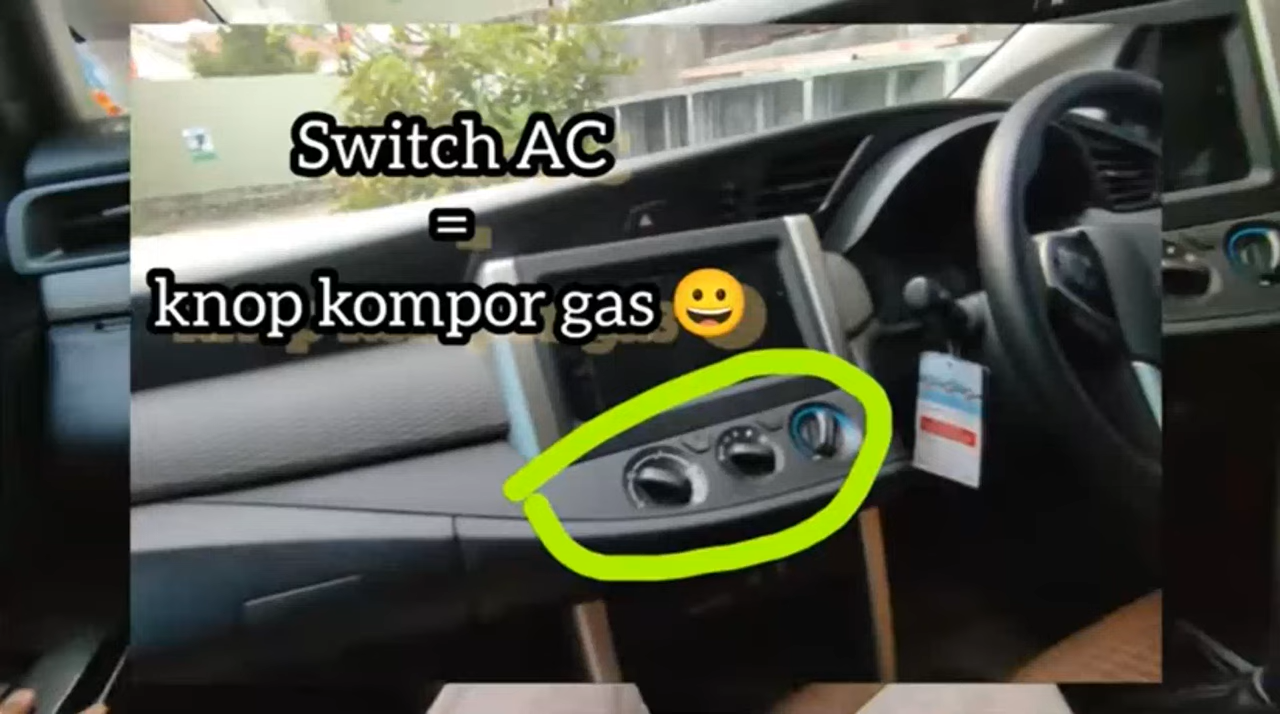 Switch AC
=
knop kompor gas 😀